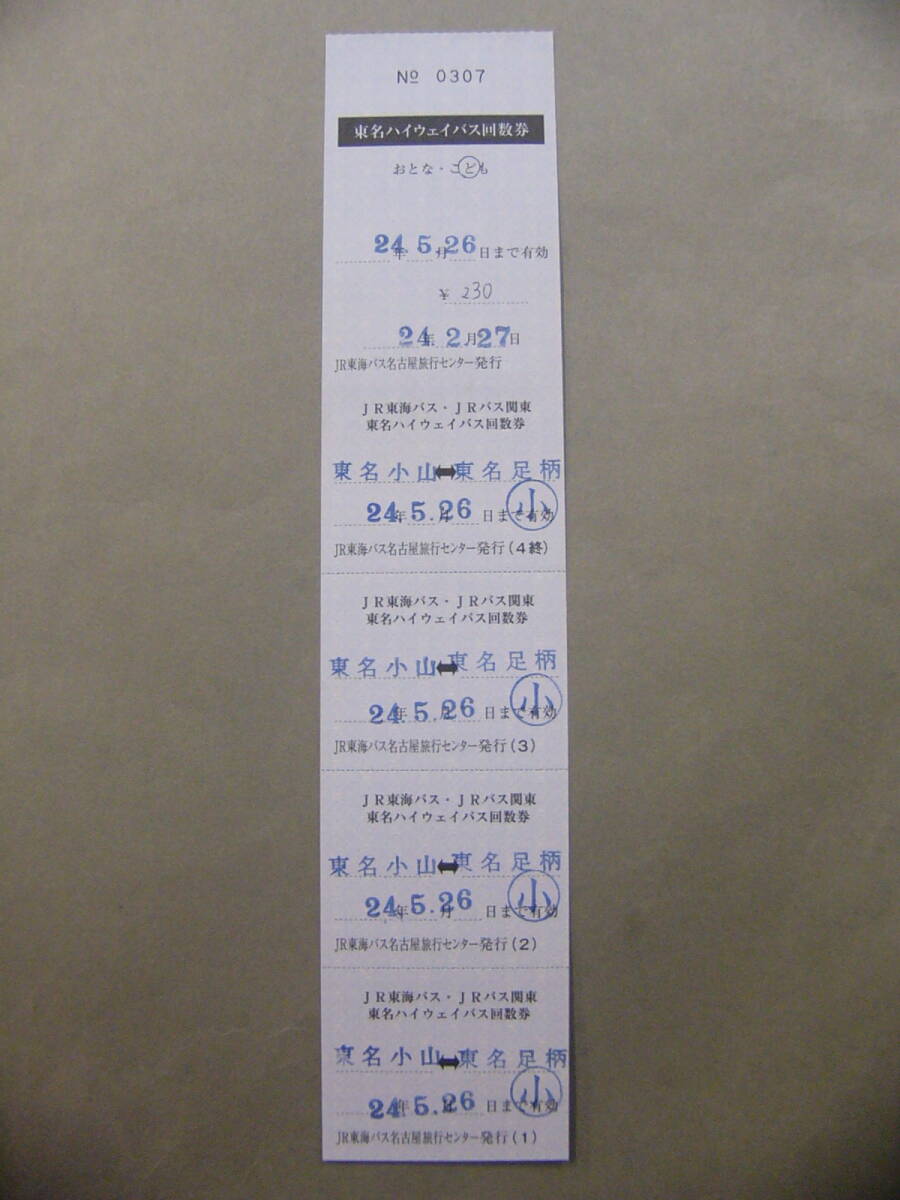 № 0307
東名ハイウェイバス回数券
おとな・こども
24年5月26日まで有効
¥ 230
24年2月27日
JR東海バス名古屋旅行センター発行
JR東海バス・JRバス関東
東名ハイウェイバス回数券
東名小山⬌東名足柄
24年5月26日まで有効 小
JR東海バス名古屋旅行センター発行(4終)
JR東海バス・JRバス関東
東名ハイウェイバス回数券
東名小山⬌東名足柄
24年5月26日まで有効 小
JR東海バス名古屋旅行センター発行(3)
JR東海バス・JRバス関東
東名ハイウェイバス回数券
東名小山⬌東名足柄
24年5月26日まで有効 小
JR東海バス名古屋旅行センター発行(2)
JR東海バス・JRバス関東
東名ハイウェイバス回数券
東名小山⬌東名足柄
24年5月26日まで有効 小
JR東海バス名古屋旅行センター発行(1)